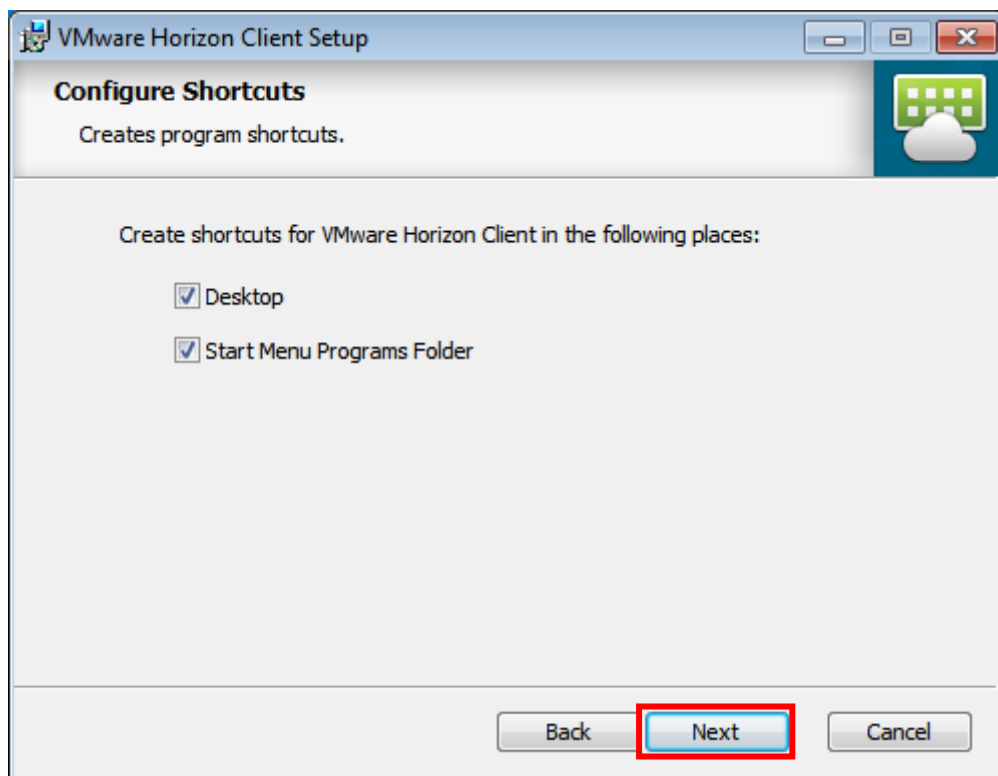 VMware Horizon Client Setup
Configure Shortcuts
Creates program shortcuts.
Create shortcuts for VMware Horizon Client in the following places:
Desktop
Start Menu Programs Folder
Back Next Cancel